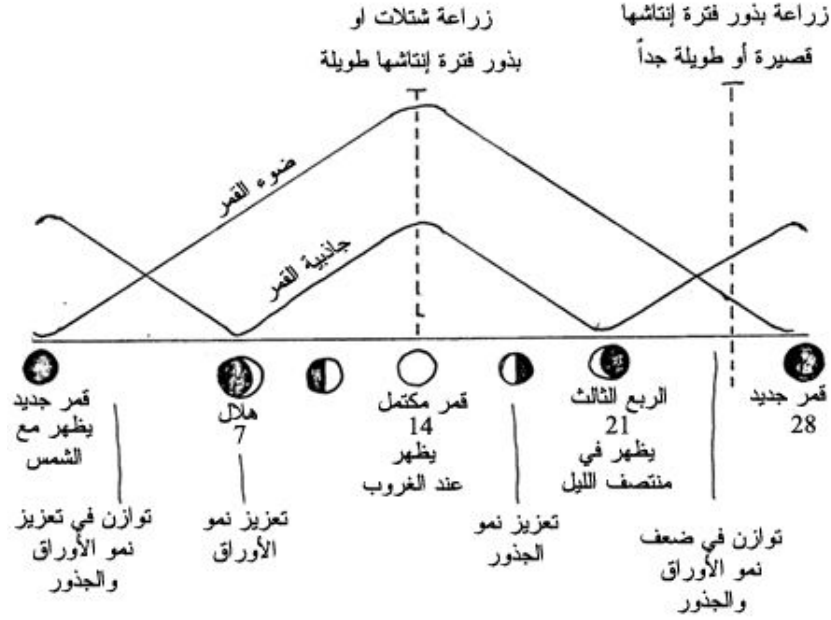 زراعة بذور فترة إنتاشها
قصيرة أو طويلة جداً
زراعة شتلات او
بذور فترة إنتاشها طويلة
ضوء القمر
جاذبية القمر
قمر جديد
يظهر مع
الشمس
هلال
7
قمر مكتمل
14
يظهر
عند الغروب
الربع الثالث
21
يظهر في
منتصف الليل
قمر جديد
28
توازن في تعزيز
نمو الأوراق
والجذور
تعزيز نمو
الأوراق
تعزيز نمو
الجذور
توازن في ضعف
نمو الأوراق
والجذور